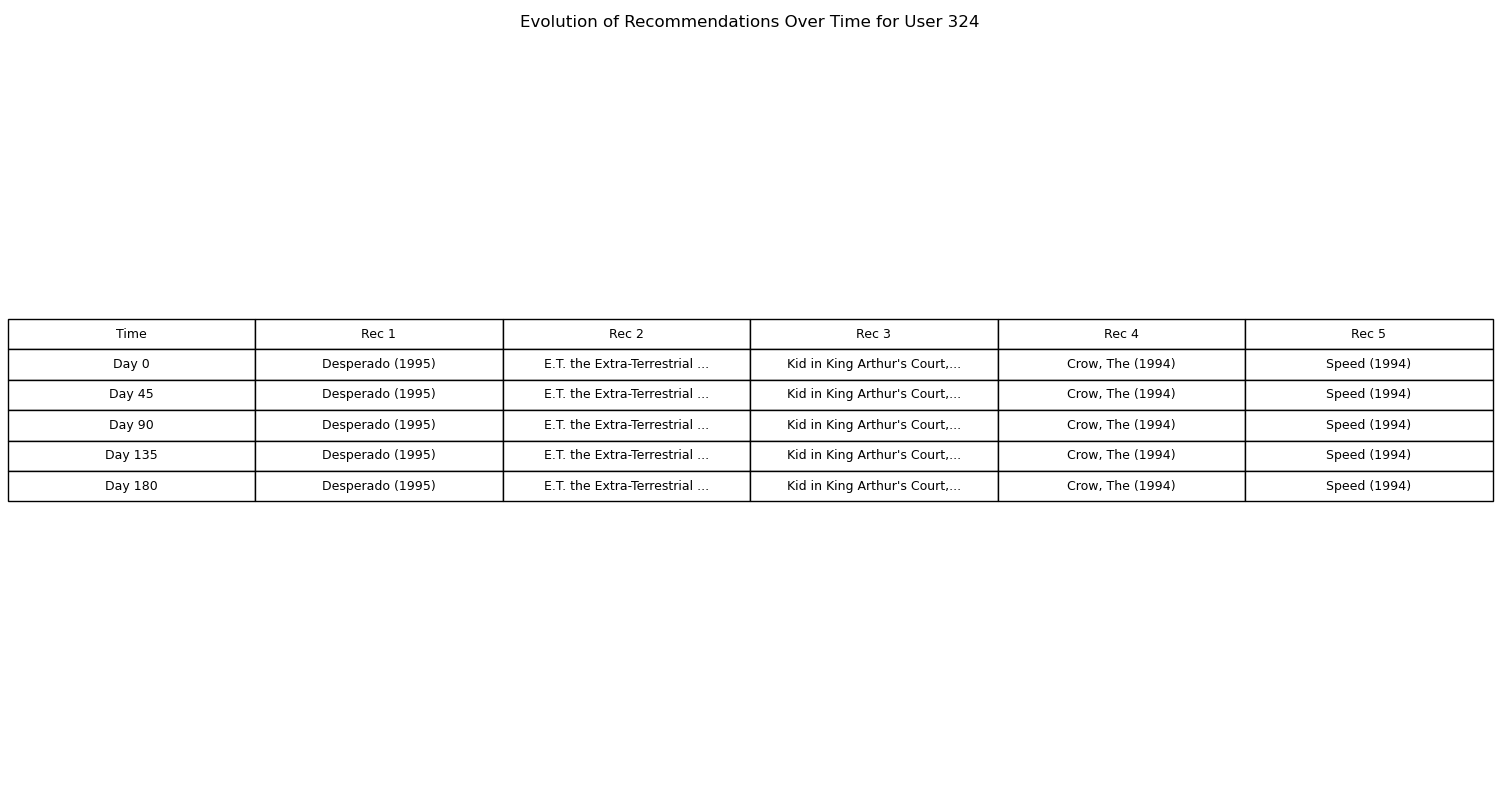 Evolution of Recommendations Over Time for User 324
Time Rec 1 Rec 2 Rec 3 Rec 4 Rec 5
Day 0 Desperado (1995) E.T. the Extra-Terrestrial ... Kid in King Arthur's Court,... Crow, The (1994) Speed (1994)
Day 45 Desperado (1995) E.T. the Extra-Terrestrial ... Kid in King Arthur's Court,... Crow, The (1994) Speed (1994)
Day 90 Desperado (1995) E.T. the Extra-Terrestrial ... Kid in King Arthur's Court,... Crow, The (1994) Speed (1994)
Day 135 Desperado (1995) E.T. the Extra-Terrestrial ... Kid in King Arthur's Court,... Crow, The (1994) Speed (1994)
Day 180 Desperado (1995) E.T. the Extra-Terrestrial ... Kid in King Arthur's Court,... Crow, The (1994) Speed (1994)